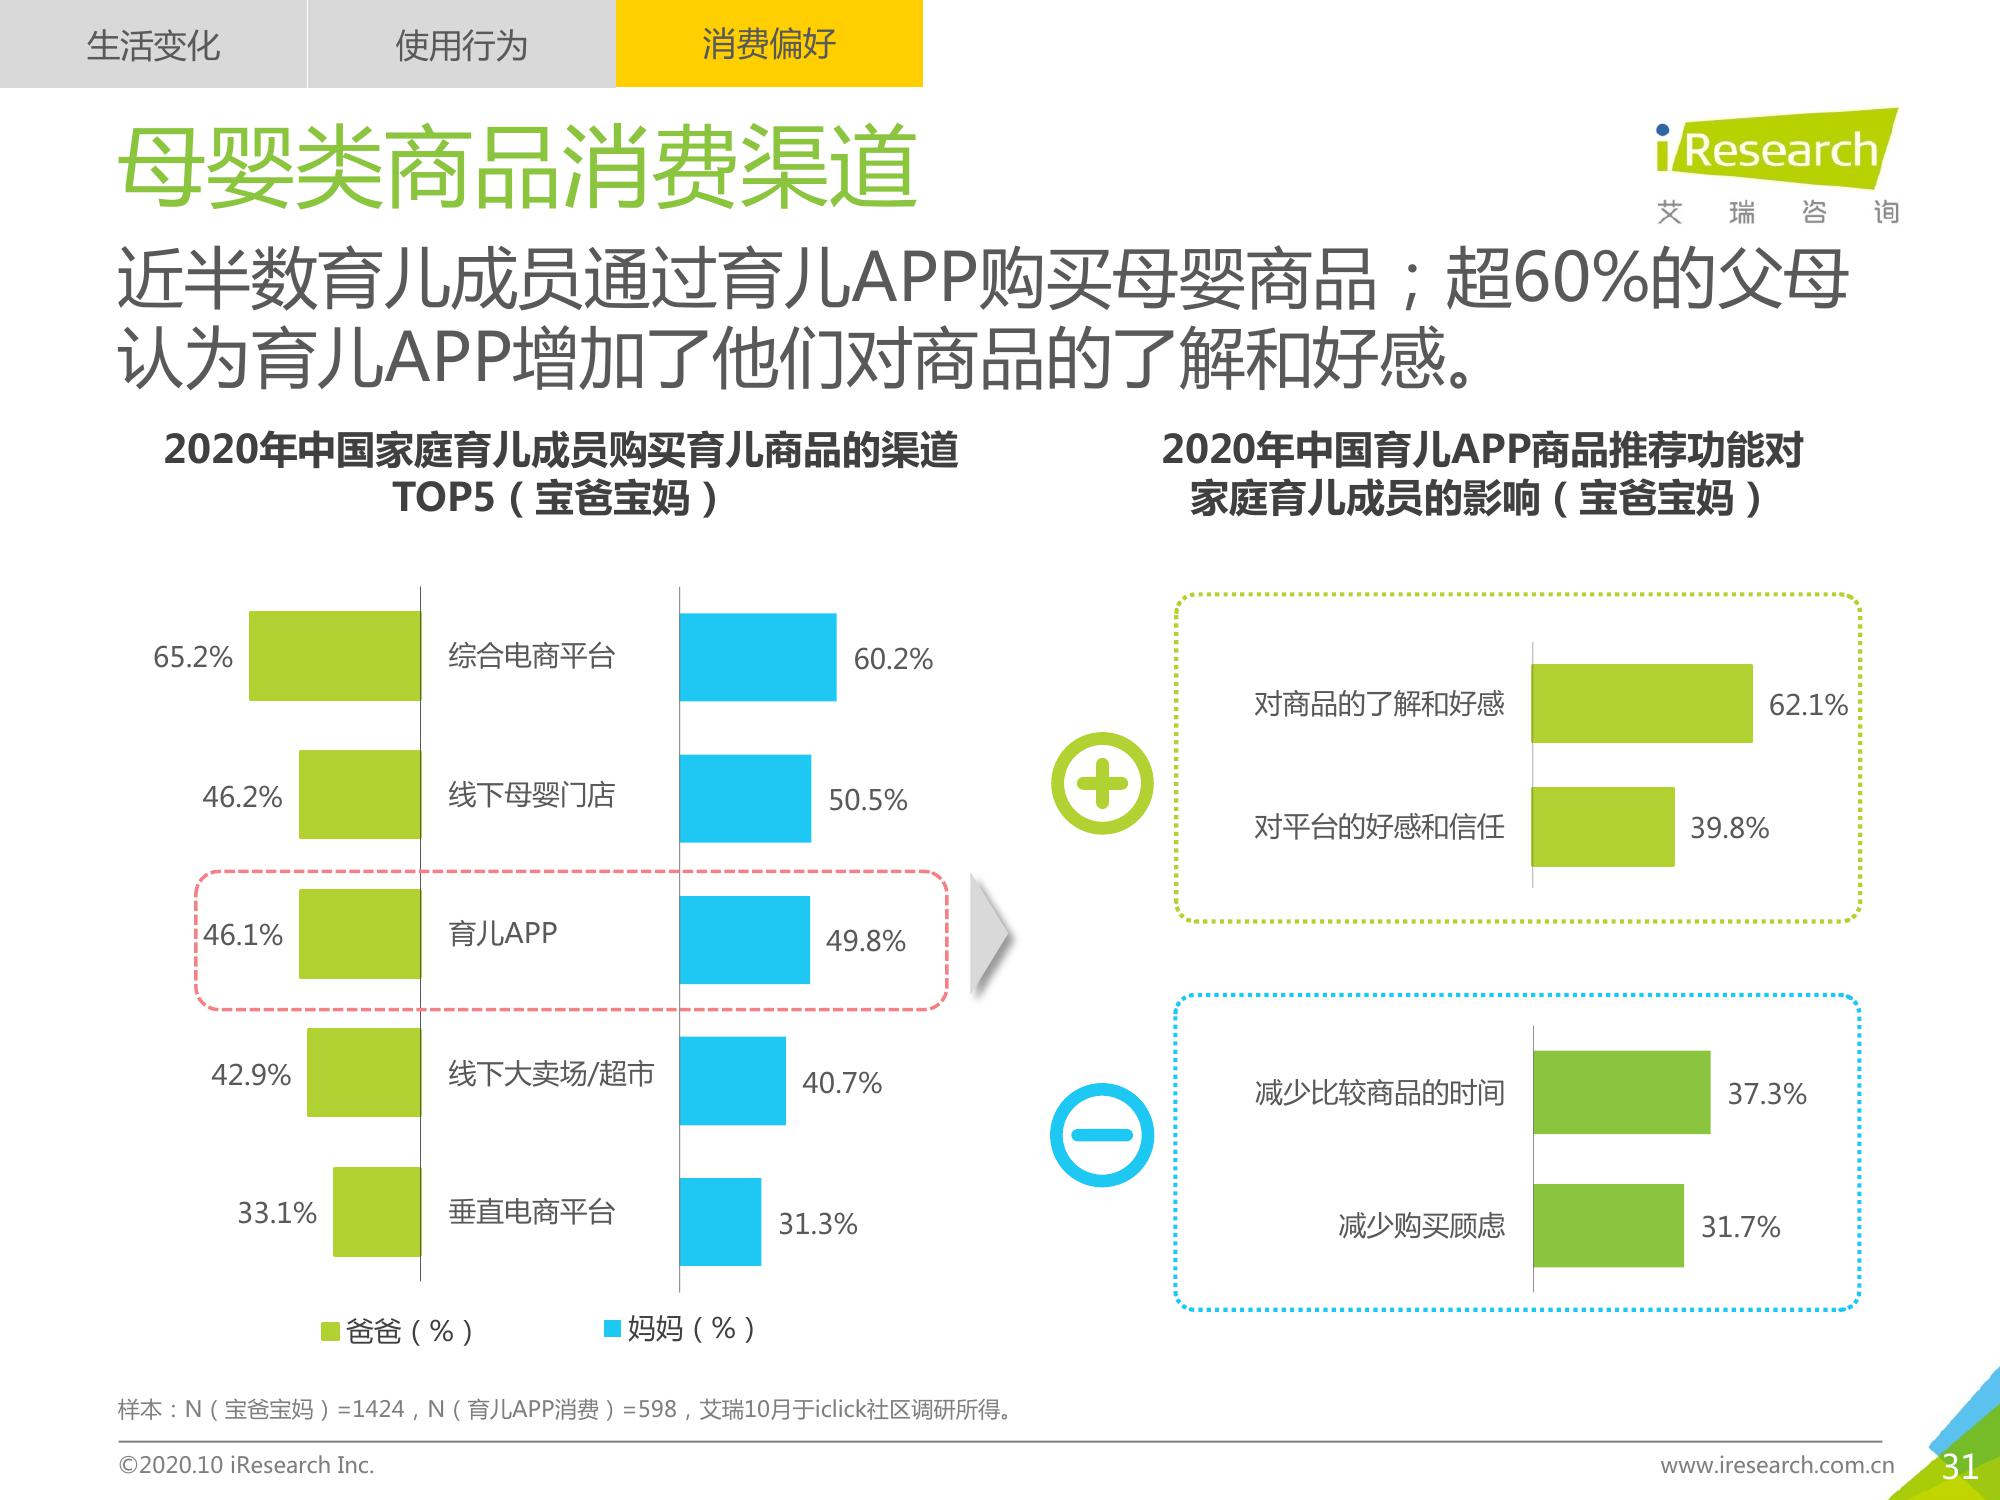 生活变化
使用行为
消费偏好
母婴类商品消费渠道
iResearch
艾瑞咨询
近半数育儿成员通过育儿APP购买母婴商品；超60%的父母
认为育儿APP增加了他们对商品的了解和好感。
2020年中国家庭育儿成员购买育儿商品的渠道
TOP5（宝爸宝妈）
65.2% 综合电商平台 60.2%
46.2% 线下母婴门店 50.5%
46.1% 育儿APP 49.8%
42.9% 线下大卖场/超市 40.7%
33.1% 垂直电商平台 31.3%
爸爸（%） 妈妈（%）
2020年中国育儿APP商品推荐功能对
家庭育儿成员的影响（宝爸宝妈）
对商品的了解和好感 62.1%
对平台的好感和信任 39.8%
减少比较商品的时间 37.3%
减少购买顾虑 31.7%
样本：N（宝爸宝妈）=1424，N（育儿APP消费）=598，艾瑞10月于iclick社区调研所得。
©2020.10 iResearch Inc.
www.iresearch.com.cn
31